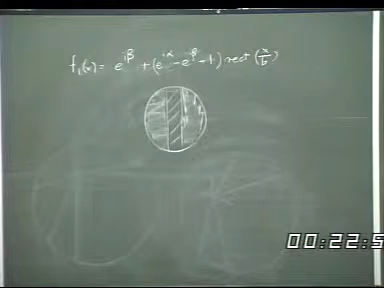 f₁(x) = e^{iβ} + (e^{iα} - e^{iβ} - 1) rect (x/b)
00:22:5